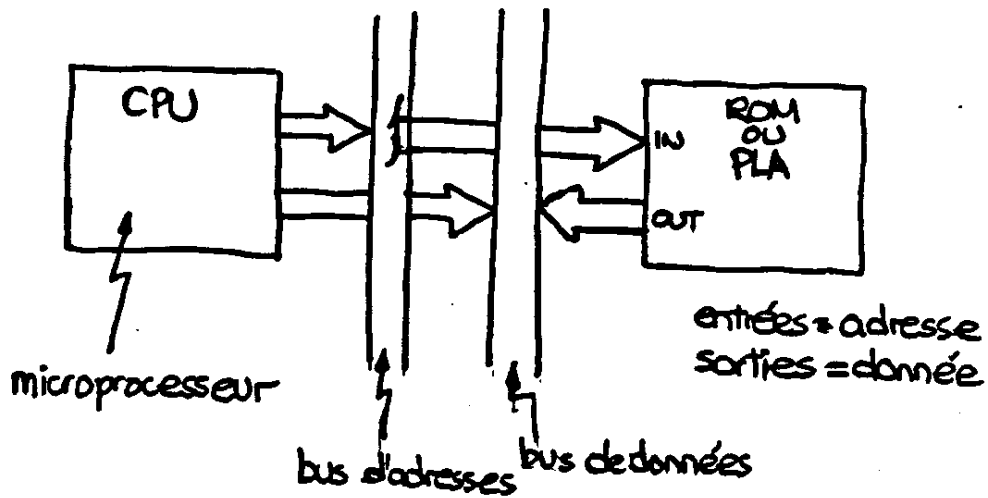 CPU
ROM
OU
PLA
IN
OUT
entrées = adresse
sorties = donnée
microprocesseur
bus d'adresses
bus de données